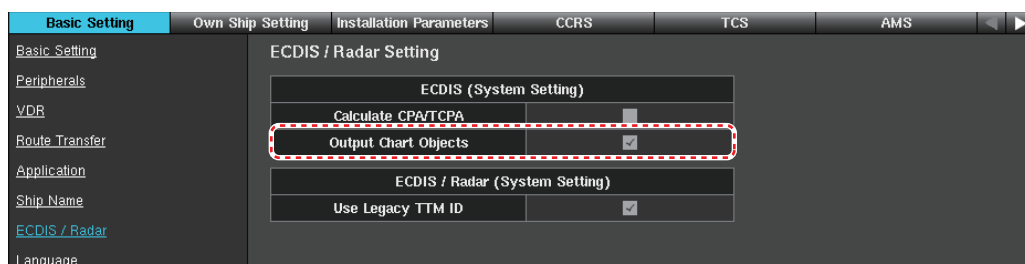 Basic Setting Own Ship Setting Installation Parameters CCRS TCS AMS
Basic Setting
Peripherals
VDR
Route Transfer
Application
Ship Name
ECDIS / Radar
Language
ECDIS / Radar Setting
ECDIS (System Setting)
Calculate CPA/TCPA
Output Chart Objects
ECDIS / Radar (System Setting)
Use Legacy TTM ID